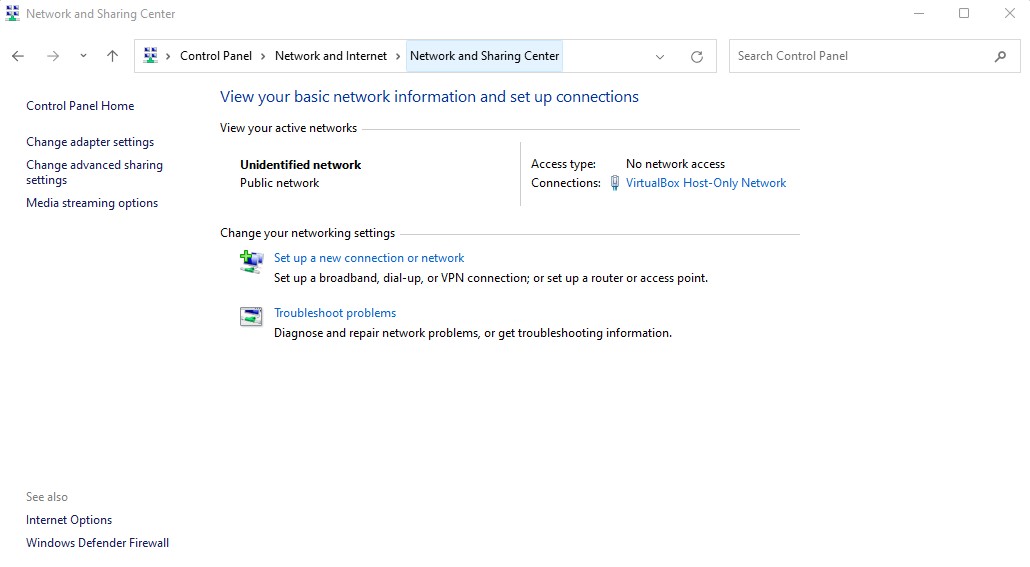 Network and Sharing Center
Control Panel > Network and Internet > Network and Sharing Center
Search Control Panel
Control Panel Home
Change adapter settings
Change advanced sharing
settings
Media streaming options
View your basic network information and set up connections
View your active networks
Unidentified network
Public network
Access type: No network access
Connections: VirtualBox Host-Only Network
Change your networking settings
Set up a new connection or network
Set up a broadband, dial-up, or VPN connection; or set up a router or access point.
Troubleshoot problems
Diagnose and repair network problems, or get troubleshooting information.
See also
Internet Options
Windows Defender Firewall